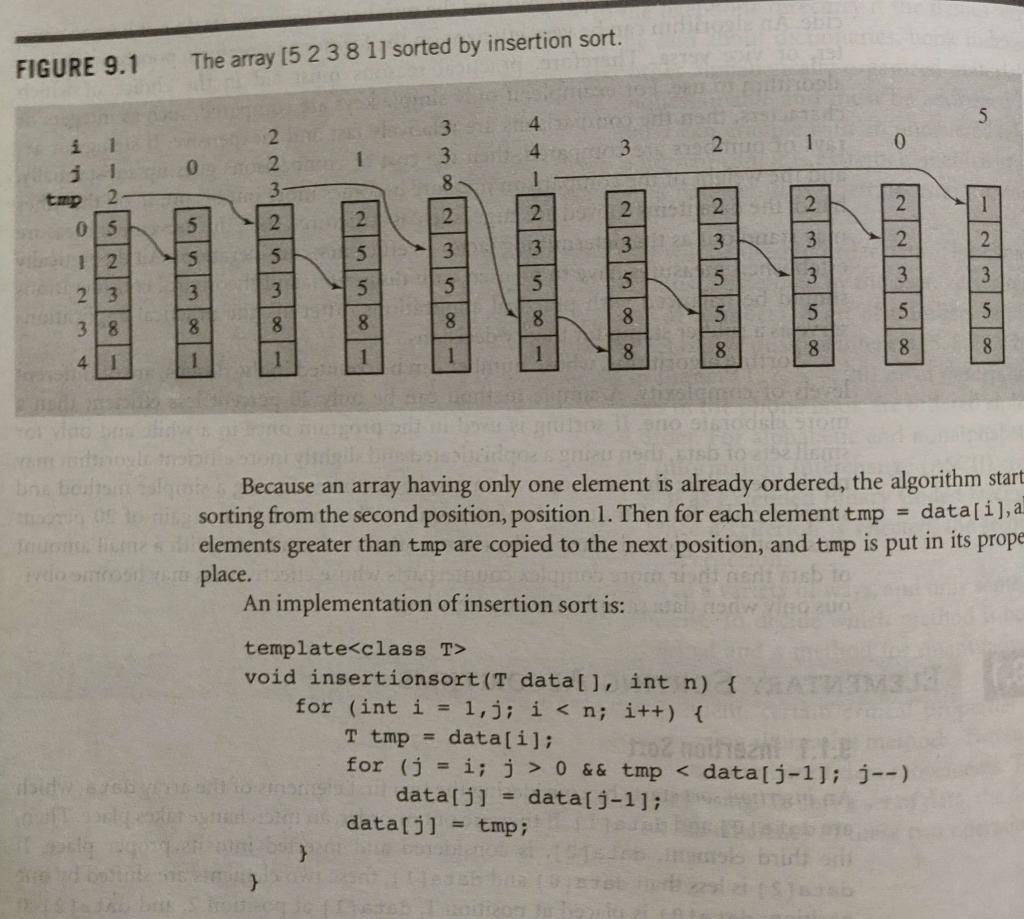 FIGURE 9.1 The array [5 2 3 8 1] sorted by insertion sort.
5
i 1 2 3 4
j 1 0 2 1 3 4 3 2 1 0
tmp 2 3 8 1
0 5 5 2 2 2 2 2 2 2 2 1
1 2 5 5 5 3 3 3 3 3 2 2
2 3 3 3 5 5 5 5 5 3 3 3
3 8 8 8 8 8 8 8 5 5 5 5
4 1 1 1 1 1 1 8 8 8 8 8
Because an array having only one element is already ordered, the algorithm start
sorting from the second position, position 1. Then for each element tmp = data[i], a
elements greater than tmp are copied to the next position, and tmp is put in its prope
place.
An implementation of insertion sort is:
template<class T>
void insertionsort(T data[], int n) {
for (int i = 1,j; i < n; i++) {
T tmp = data[i];
for (j = i; j > 0 && tmp < data[j-1]; j--)
data[j] = data[j-1];
data[j] = tmp;
}
}